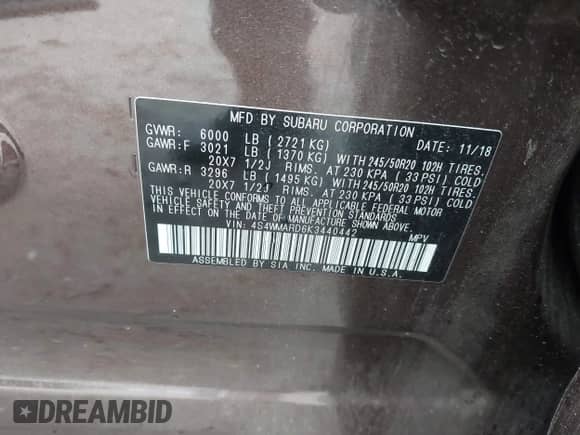 MFD BY SUBARU CORPORATION
GVWR: 6000 LB ( 2721 KG) DATE: 11/18
GAWR:F 3021 LB ( 1370 KG) WITH 245/50R20 102H TIRES.
20X7 1/2J RIMS. AT 230 KPA ( 33 PSI) COLD
GAWR:R 3296 LB ( 1495 KG) WITH 245/50R20 102H TIRES.
20X7 1/2J RIMS. AT 230 KPA ( 33 PSI) COLD
THIS VEHICLE CONFORMS TO ALL APPLICABLE FEDERAL MOTOR
VEHICLE SAFETY AND THEFT PREVENTION STANDARDS
IN EFFECT ON THE DATE OF MANUFACTURE SHOWN ABOVE.
VIN: 4S4WMARD6K3440442 MPV
ASSEMBLED BY SIA INC. MADE IN U.S.A.
DREAMBID